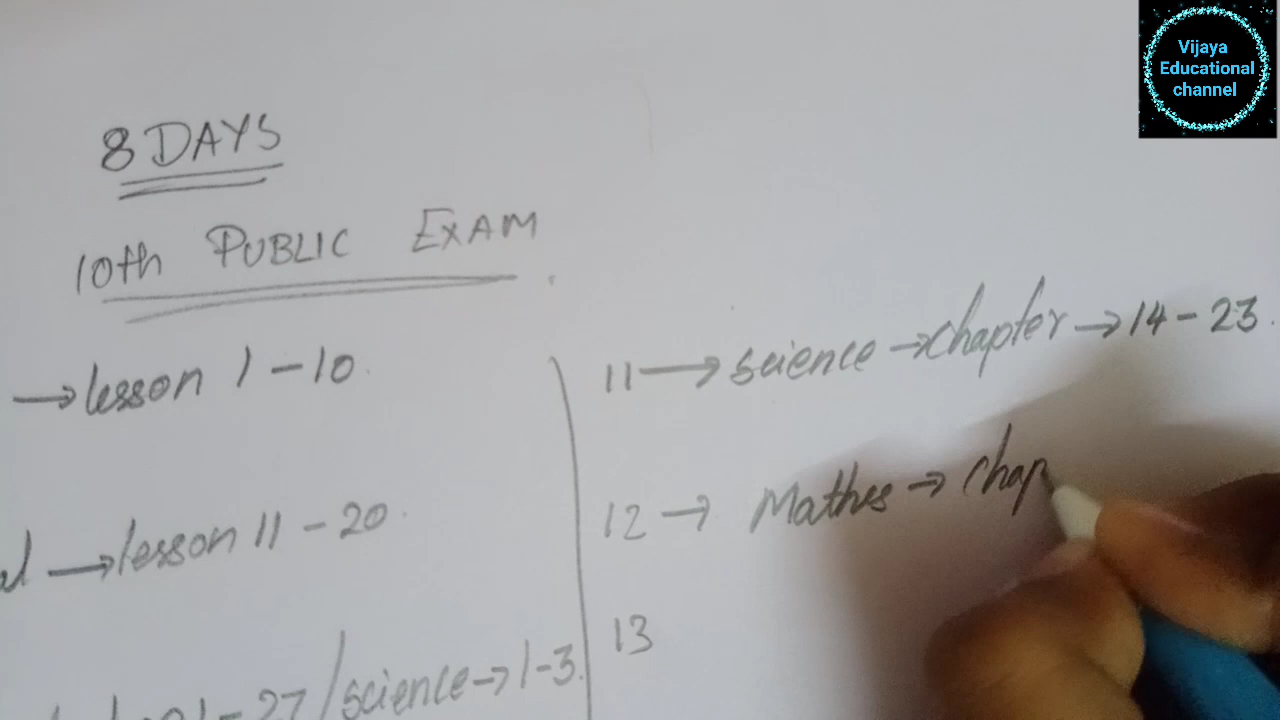 Vijaya
Educational
channel
8 DAYS
10th PUBLIC EXAM
→lesson 1-10.
→lesson 11-20.
-27/science→1-3.
11→science→chapter→14-23.
12→ Mathes→ Chap
13